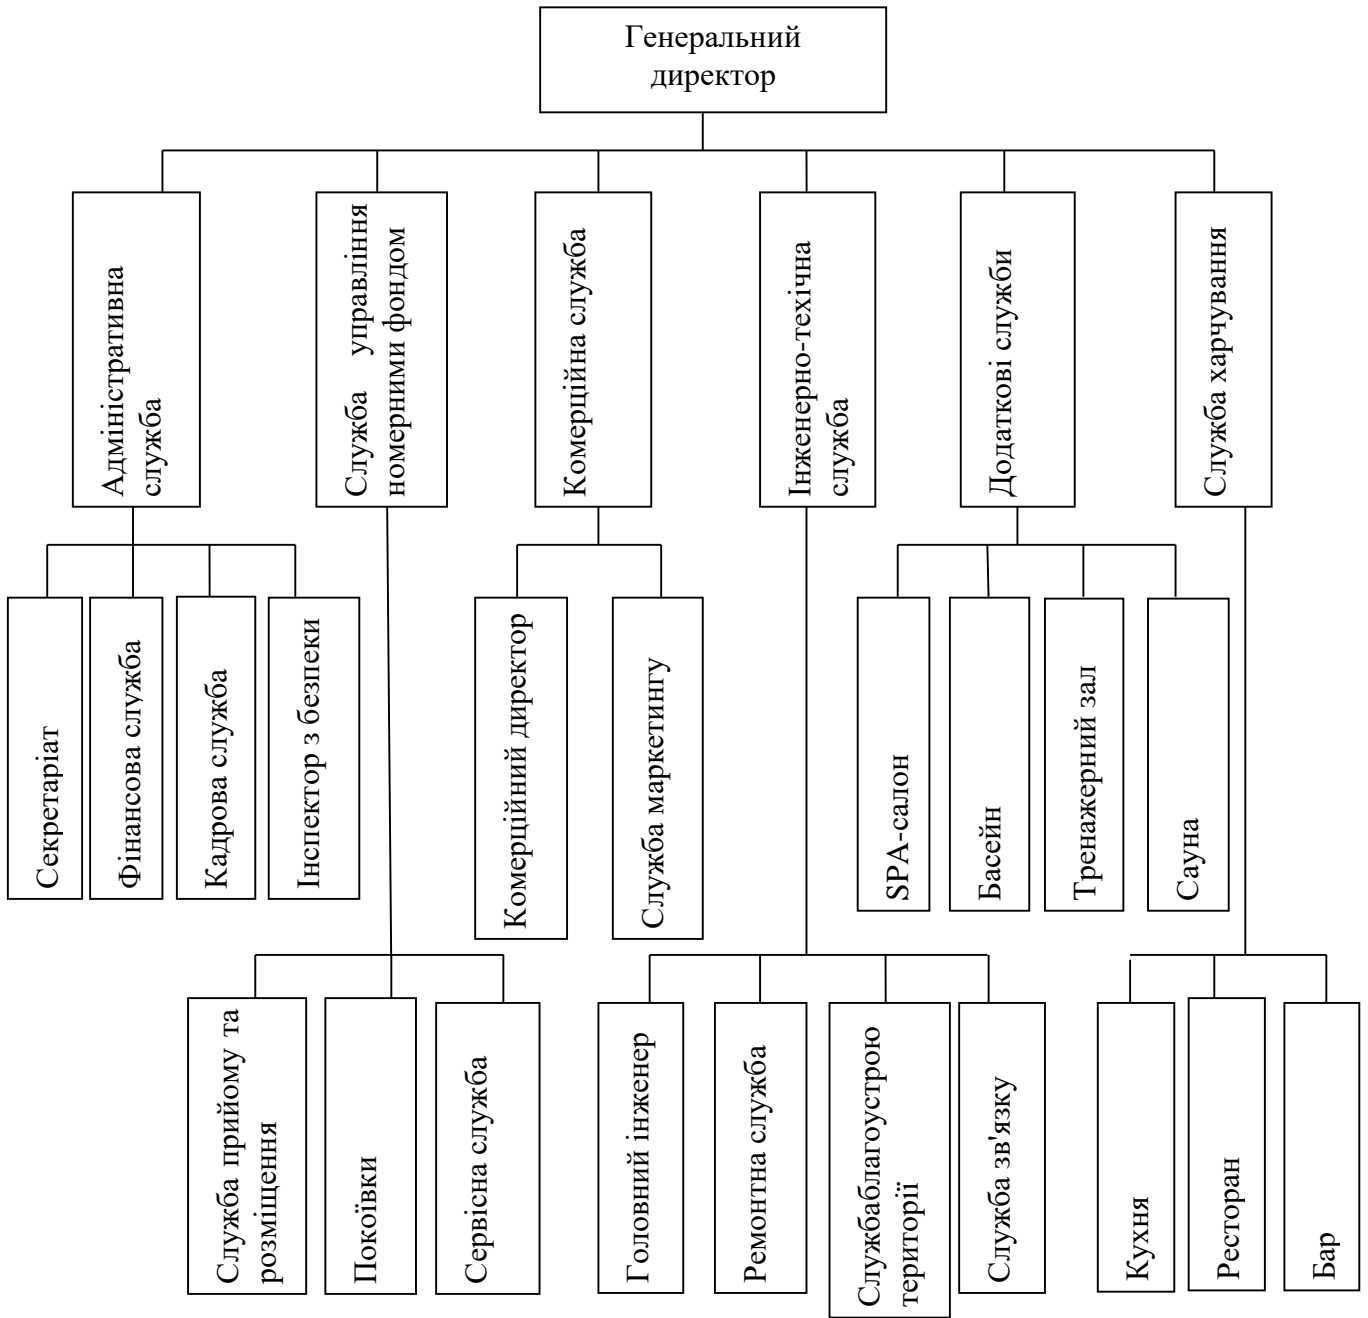 Генеральний
директор
Адміністративна
служба
Служба управління
номерними фондом
Комерційна служба
Інженерно-техічна
служба
Додаткові служби
Служба харчування
Секретаріат
Фінансова служба
Кадрова служба
Інспектор з безпеки
Комерційний директор
Служба маркетингу
SPA-салон
Басейн
Тренажерний зал
Сауна
Служба прийому та
розміщення
Покоївки
Сервісна служба
Головний інженер
Ремонтна служба
Службаблагоустрою
території
Служба зв'язку
Кухня
Ресторан
Бар